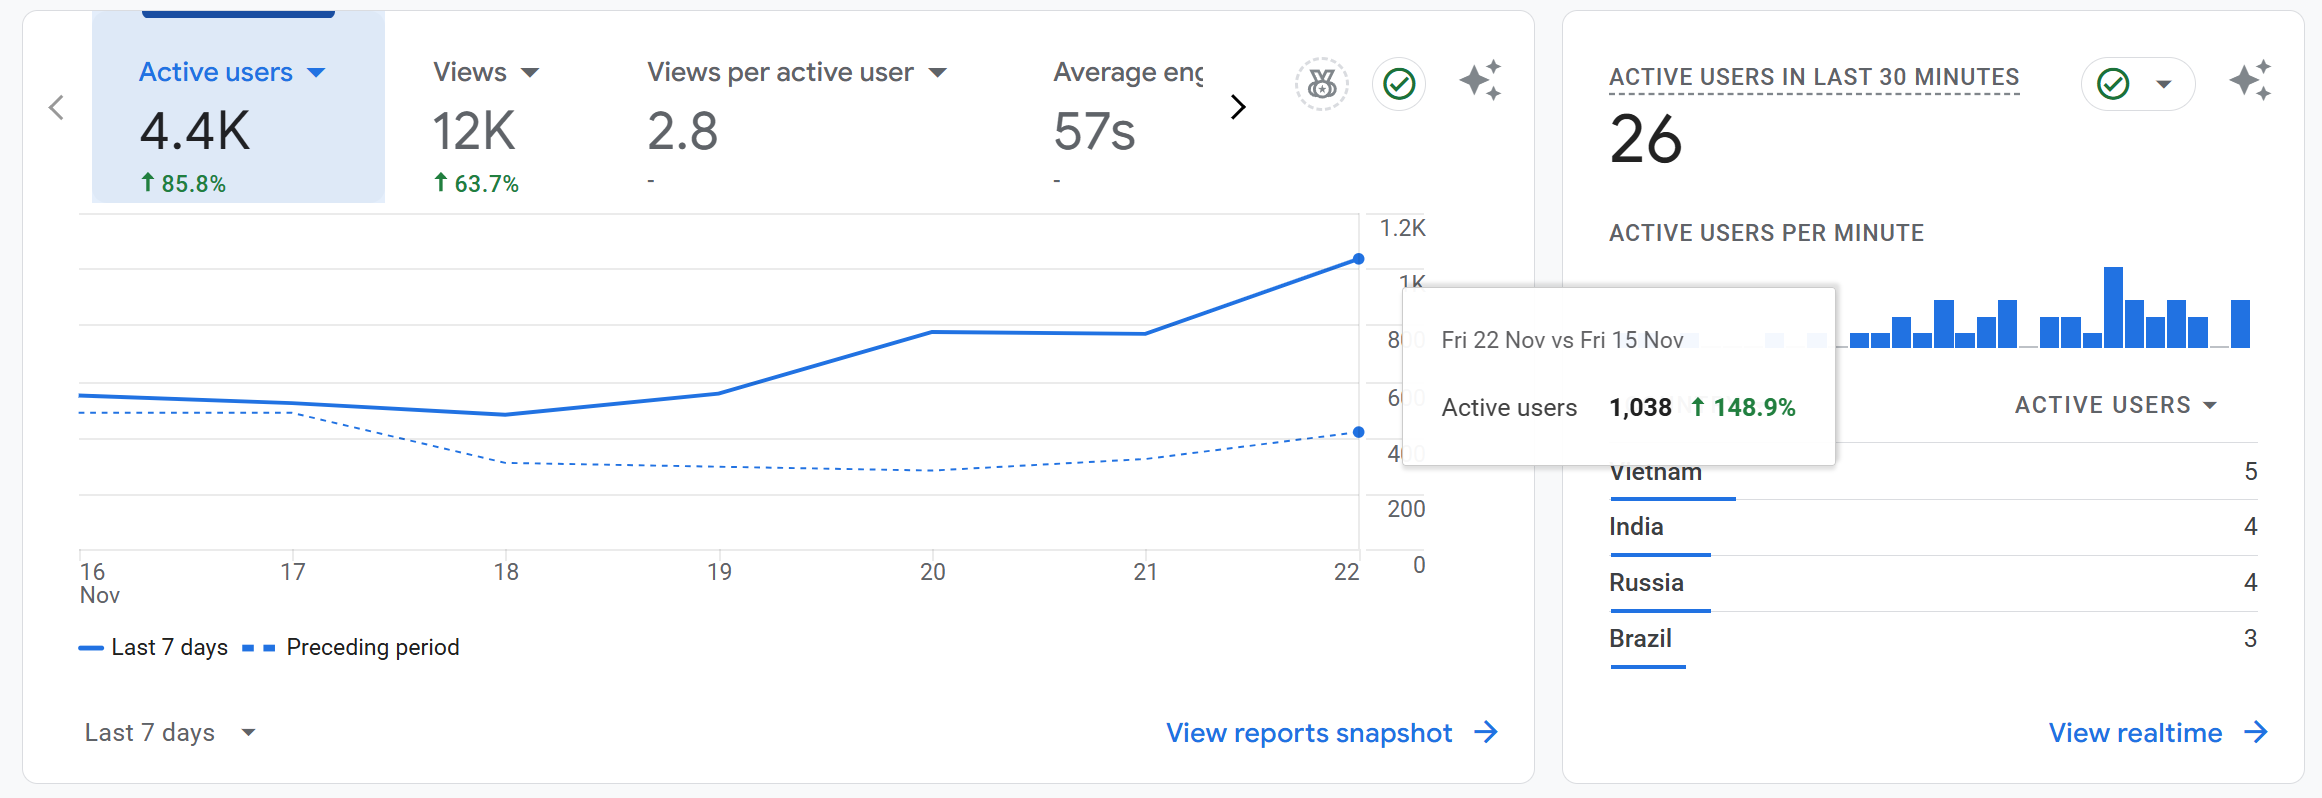 Active users
4.4K
85.8%
Views
12K
63.7%
Views per active user
2.8
-
Average eng
57s
-
1.2K
1K
800
600
400
200
0
16
Nov
17
18
19
20
21
22
Last 7 days
Preceding period
Last 7 days
View reports snapshot
Fri 22 Nov vs Fri 15 Nov
Active users 1,038 148.9%
ACTIVE USERS IN LAST 30 MINUTES
26
ACTIVE USERS PER MINUTE
ACTIVE USERS
Vietnam 5
India 4
Russia 4
Brazil 3
View realtime